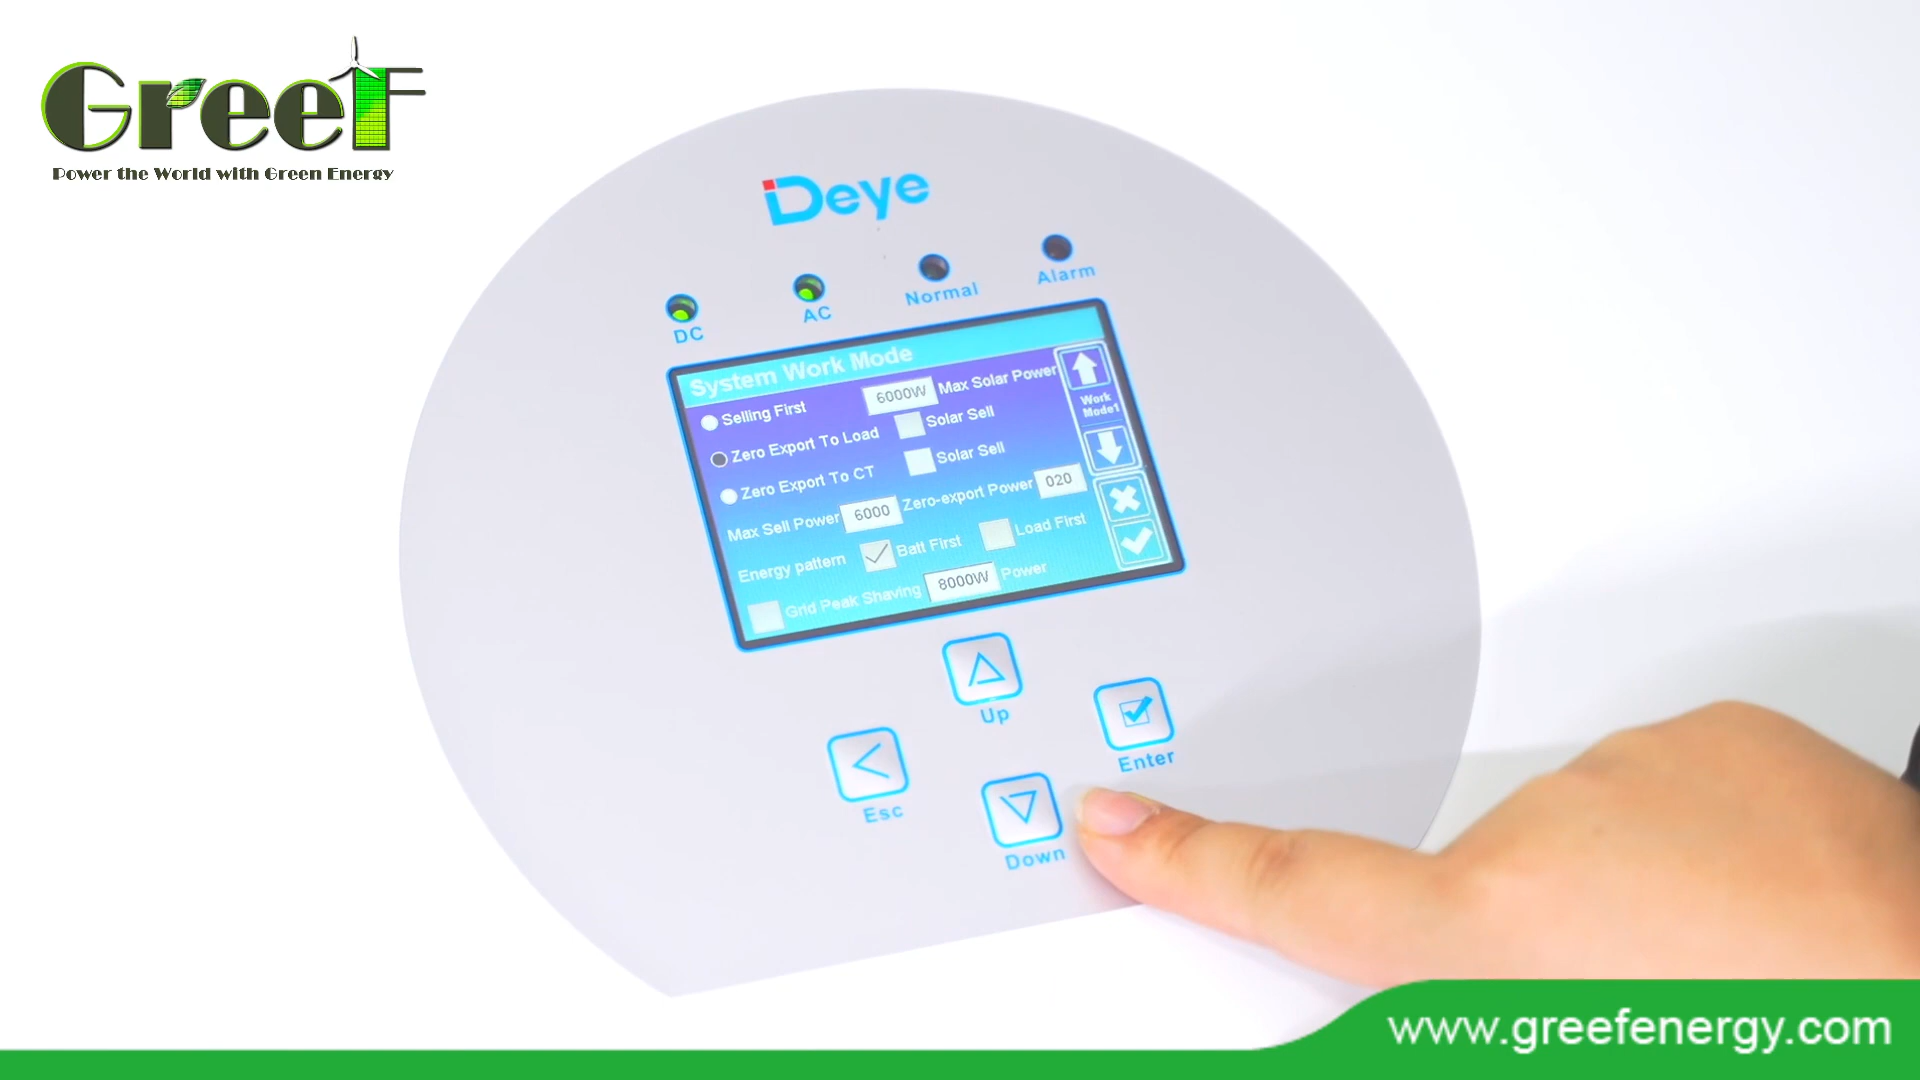 Greef
Power the World with Green Energy
Deye
DC
AC
Normal
Alarm
System Work Mode
Selling First
6000W
Max Solar Power
Zero Export To Load
Solar Sell
Zero Export To CT
Solar Sell
Max Sell Power
6000
Zero-export Power
020
Energy pattern
Batt First
Load First
Grid Peak Shaving
8000W
Power
Work
Mode1
Up
Enter
Esc
Down
www.greefenergy.com